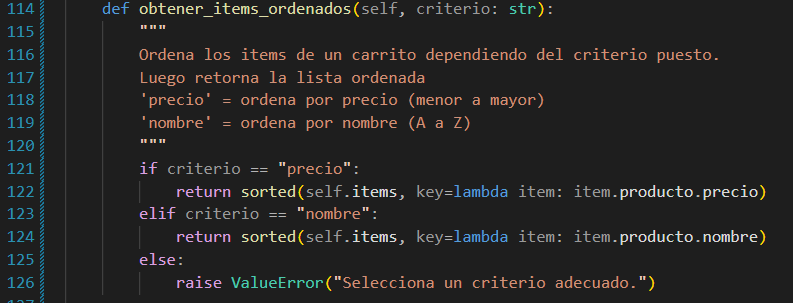 114 def obtener_items_ordenados(self, criterio: str):
115 """
116 Ordena los items de un carrito dependiendo del criterio puesto.
117 Luego retorna la lista ordenada
118 'precio' = ordena por precio (menor a mayor)
119 'nombre' = ordena por nombre (A a Z)
120 """
121 if criterio == "precio":
122 return sorted(self.items, key=lambda item: item.producto.precio)
123 elif criterio == "nombre":
124 return sorted(self.items, key=lambda item: item.producto.nombre)
125 else:
126 raise ValueError("Selecciona un criterio adecuado.")